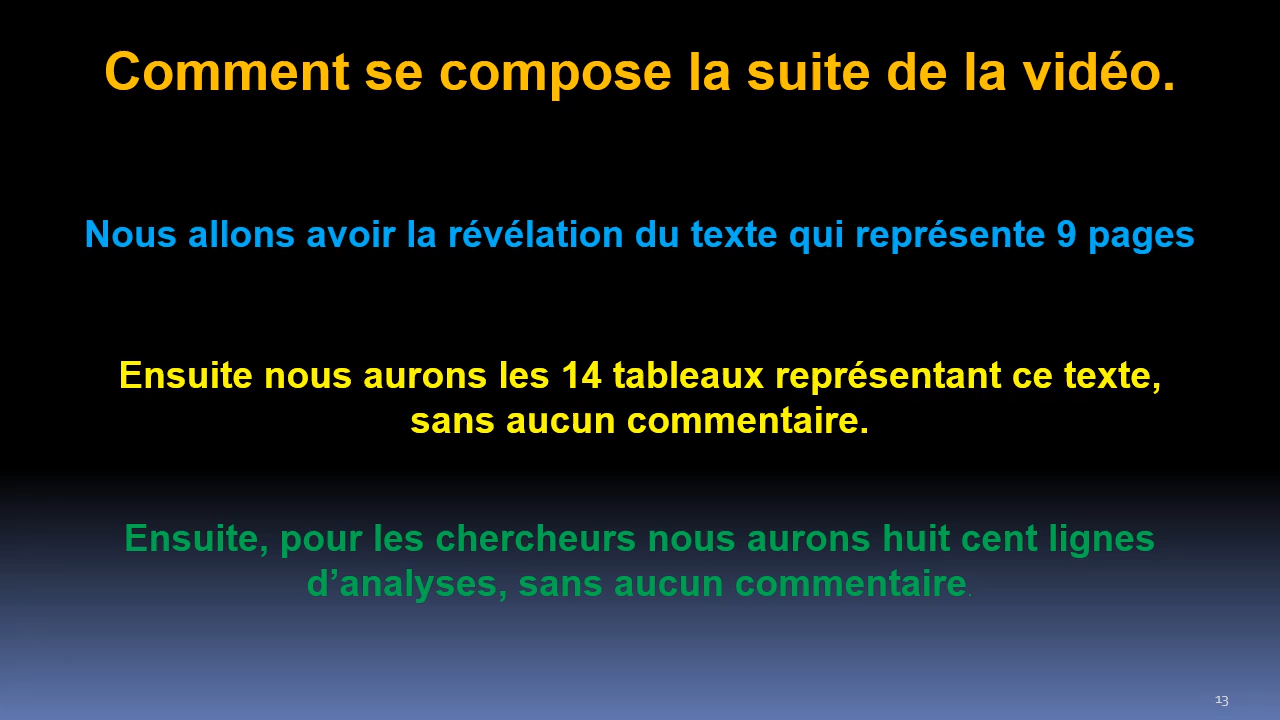 Comment se compose la suite de la vidéo.
Nous allons avoir la révélation du texte qui représente 9 pages
Ensuite nous aurons les 14 tableaux représentant ce texte,
sans aucun commentaire.
Ensuite, pour les chercheurs nous aurons huit cent lignes
d’analyses, sans aucun commentaire.
13